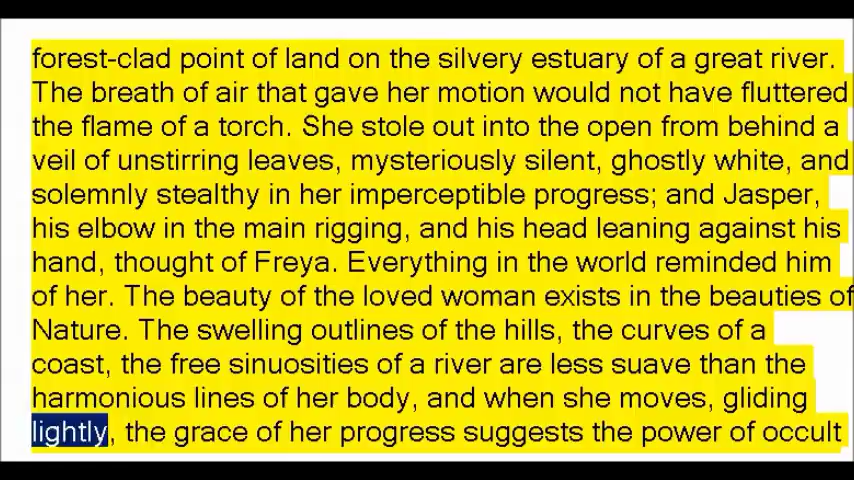 forest-clad point of land on the silvery estuary of a great river.
The breath of air that gave her motion would not have fluttered
the flame of a torch. She stole out into the open from behind a
veil of unstirring leaves, mysteriously silent, ghostly white, and
solemnly stealthy in her imperceptible progress; and Jasper,
his elbow in the main rigging, and his head leaning against his
hand, thought of Freya. Everything in the world reminded him
of her. The beauty of the loved woman exists in the beauties of
Nature. The swelling outlines of the hills, the curves of a
coast, the free sinuosities of a river are less suave than the
harmonious lines of her body, and when she moves, gliding
lightly, the grace of her progress suggests the power of occult